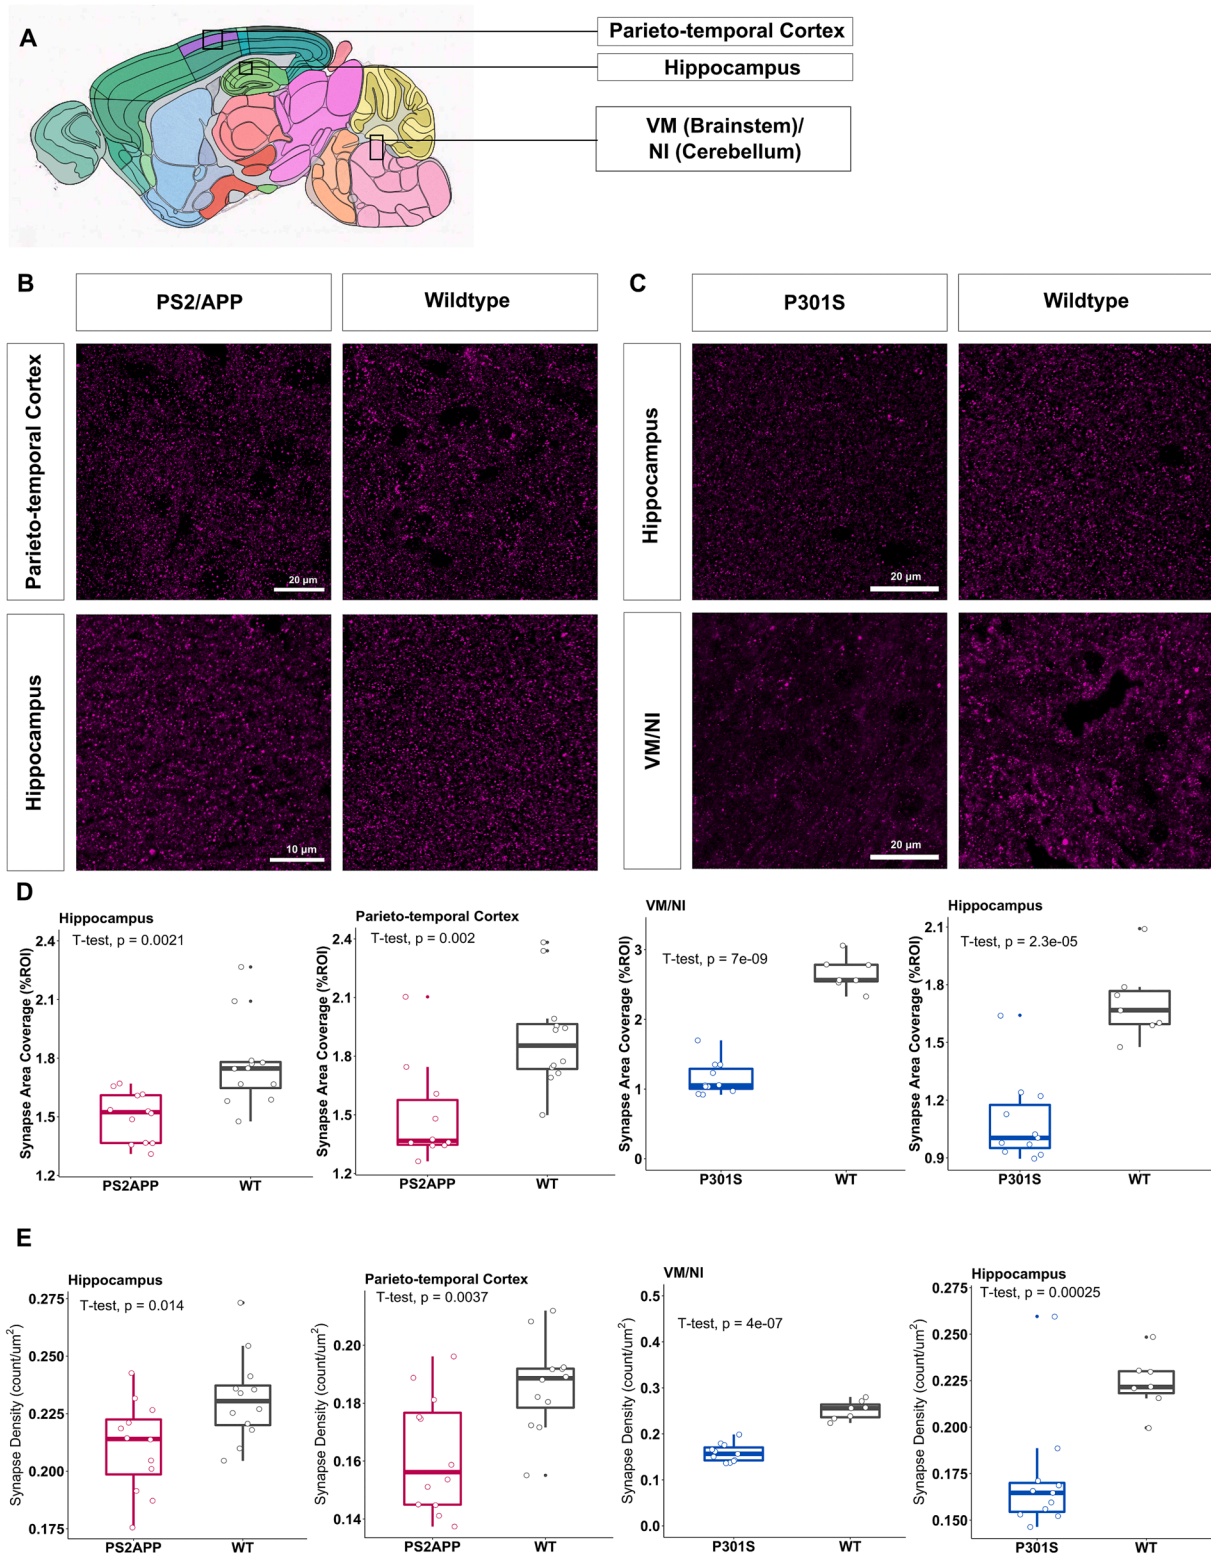 A
Parieto-temporal Cortex
Hippocampus
VM (Brainstem)/
NI (Cerebellum)
B
PS2/APP
Wildtype
Parieto-temporal Cortex
20 µm
Hippocampus
10 µm
C
P301S
Wildtype
Hippocampus
20 µm
VM/NI
20 µm
D
Hippocampus
T-test, p = 0.0021
Synapse Area Coverage (%ROI)
2.4
2.1
1.8
1.5
1.2
PS2APP
WT
Parieto-temporal Cortex
T-test, p = 0.002
Synapse Area Coverage (%ROI)
2.4
2.1
1.8
1.5
1.2
PS2APP
WT
VM/NI
T-test, p = 7e-09
Synapse Area Coverage (%ROI)
3
2
1
0
P301S
WT
Hippocampus
T-test, p = 2.3e-05
Synapse Area Coverage (%ROI)
2.1
1.8
1.5
1.2
0.9
P301S
WT
E
Hippocampus
T-test, p = 0.014
Synapse Density (count/um²)
0.275
0.250
0.225
0.200
0.175
PS2APP
WT
Parieto-temporal Cortex
T-test, p = 0.0037
Synapse Density (count/um²)
0.20
0.18
0.16
0.14
PS2APP
WT
VM/NI
T-test, p = 4e-07
Synapse Density (count/um²)
0.5
0.4
0.3
0.2
0.1
0.0
P301S
WT
Hippocampus
T-test, p = 0.00025
Synapse Density (count/um²)
0.275
0.250
0.225
0.200
0.175
0.150
P301S
WT